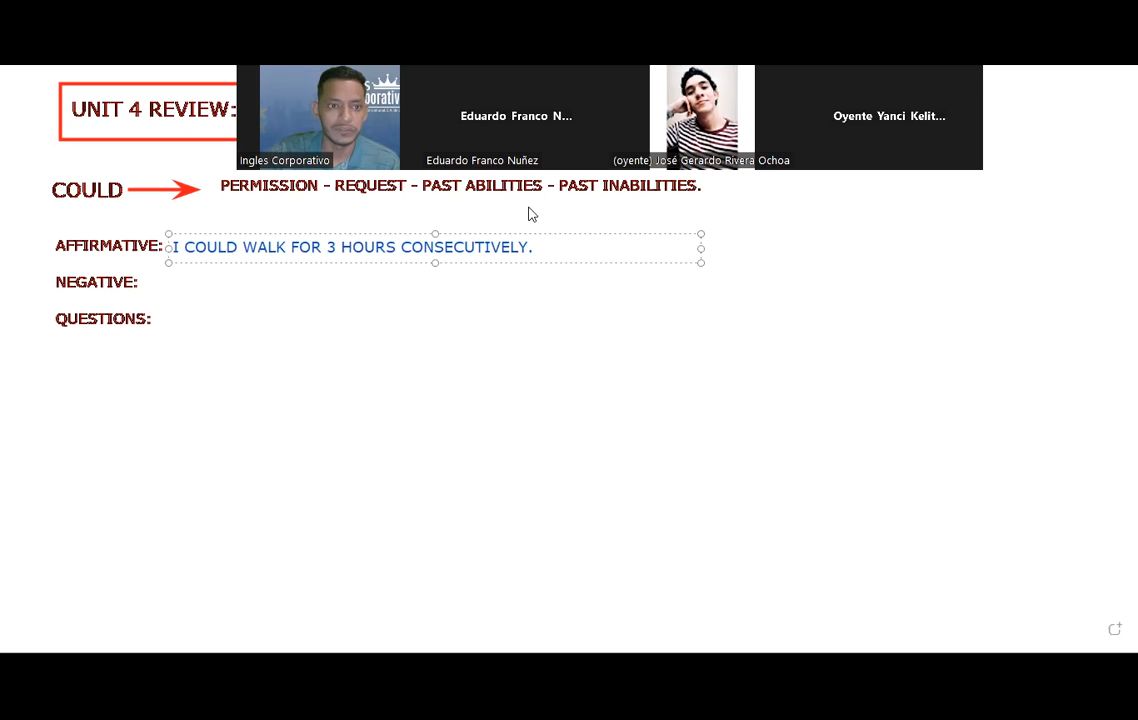 UNIT 4 REVIEW:
s
porativ
Ingles Corporativo
Eduardo Franco N...
Eduardo Franco Nuñez
(oyente) José Gerardo Rivera Ochoa
Oyente Yanci Kelit...
COULD
PERMISSION - REQUEST - PAST ABILITIES - PAST INABILITIES.
AFFIRMATIVE: I COULD WALK FOR 3 HOURS CONSECUTIVELY.
NEGATIVE:
QUESTIONS: